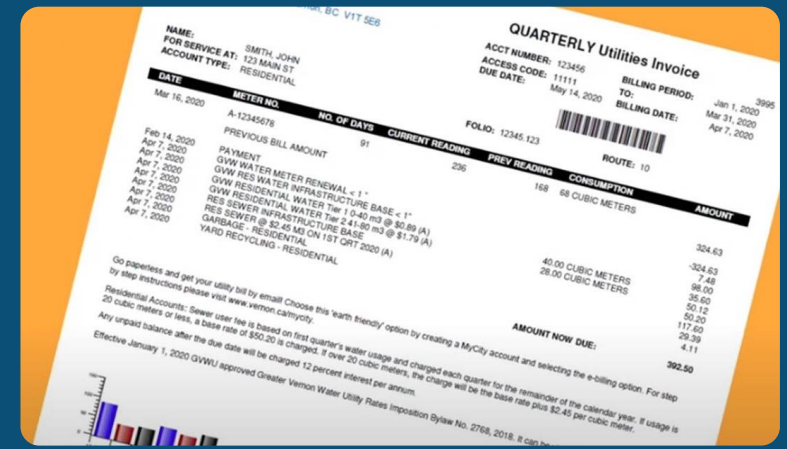 BC V1T 5E6
QUARTERLY Utilities Invoice
NAME: SMITH, JOHN
FOR SERVICE AT: 123 MAIN ST
ACCOUNT TYPE: RESIDENTIAL
ACCT NUMBER: 123456
ACCESS CODE: 11111
DUE DATE: May 14, 2020
3995
BILLING PERIOD: Jan 1, 2020
TO: Mar 31, 2020
BILLING DATE: Apr 7, 2020
FOLIO: 12345.123
ROUTE: 10
DATE METER NO. NO. OF DAYS CURRENT READING PREV READING CONSUMPTION AMOUNT
Mar 16, 2020 A-12345678 91 236 168 68 CUBIC METERS
PREVIOUS BILL AMOUNT 324.63
Feb 14, 2020 PAYMENT -324.63
Apr 7, 2020 GVW WATER METER RENEWAL < 1" 7.48
Apr 7, 2020 GVW RES WATER INFRASTRUCTURE BASE < 1" 98.00
Apr 7, 2020 GVW RESIDENTIAL WATER Tier 1 0-40 m3 @ $0.89 (A) 40.00 CUBIC METERS 35.60
Apr 7, 2020 GVW RESIDENTIAL WATER Tier 2 41-80 m3 @ $1.79 (A) 28.00 CUBIC METERS 50.12
Apr 7, 2020 RES SEWER INFRASTRUCTURE BASE 50.20
Apr 7, 2020 RES SEWER @ $2.45 M3 ON 1ST QRT 2020 (A) 117.60
Apr 7, 2020 GARBAGE - RESIDENTIAL 29.39
Apr 7, 2020 YARD RECYCLING - RESIDENTIAL 4.11
AMOUNT NOW DUE: 392.50
Go paperless and get your utility bill by email! Choose this 'earth friendly' option by creating a MyCity account and selecting the e-billing option. For step
by step instructions please visit www.vernon.ca/mycity.
Residential Accounts: Sewer user fee is based on first quarter's water usage and charged each quarter for the remainder of the calendar year. If usage is
20 cubic meters or less, a base rate of $50.20 is charged. If over 20 cubic meters, the charge will be the base rate plus $2.45 per cubic meter.
Any unpaid balance after the due date will be charged 12 percent interest per annum.
Effective January 1, 2020 GVWU approved Greater Vernon Water Utility Rates Imposition Bylaw No. 2768, 2018. It can be